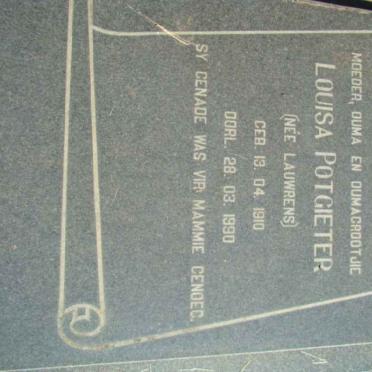 MOEDER, OUMA EN OUMAGROOTJIE
LOUISA POTGIETER
(NÉE LAUWRENS)
GEB. 19. 04. 1910
OORL. 28. 03. 1990
SY GENADE WAS VIR MAMMIE GENOEG.